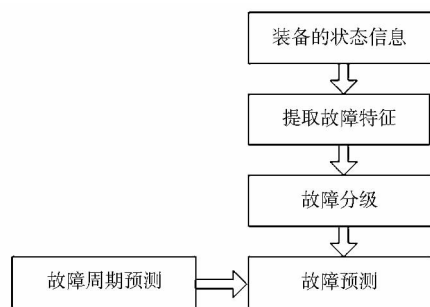 装备的状态信息
提取故障特征
故障分级
故障周期预测
故障预测